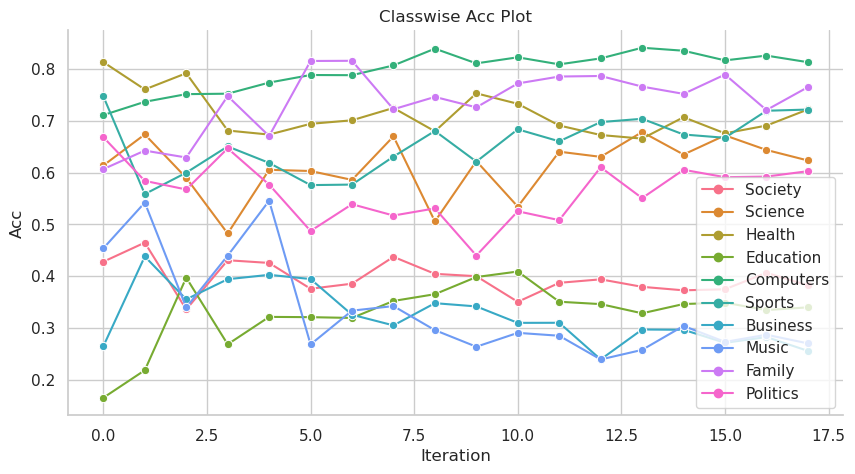 Classwise Acc Plot
Acc
0.8
0.7
0.6
0.5
0.4
0.3
0.2
Society
Science
Health
Education
Computers
Sports
Business
Music
Family
Politics
0.0 2.5 5.0 7.5 10.0 12.5 15.0 17.5
Iteration